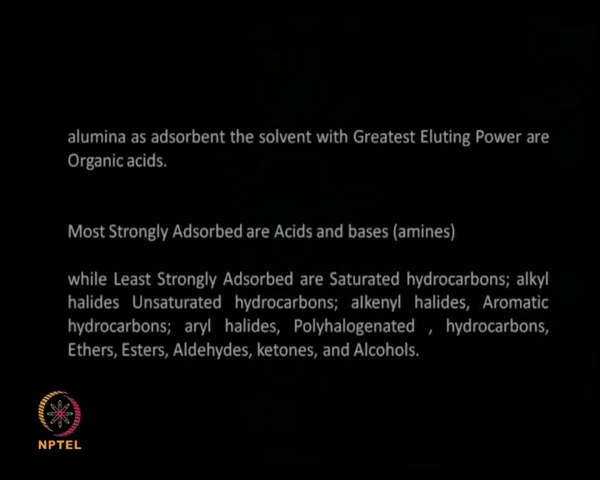 alumina as adsorbent the solvent with Greatest Eluting Power are
Organic acids.
Most Strongly Adsorbed are Acids and bases (amines)
while Least Strongly Adsorbed are Saturated hydrocarbons; alkyl
halides Unsaturated hydrocarbons; alkenyl halides, Aromatic
hydrocarbons; aryl halides, Polyhalogenated , hydrocarbons,
Ethers, Esters, Aldehydes, ketones, and Alcohols.
NPTEL